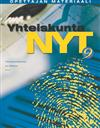 OPETTAJAN MATERIAALI
Yhteiskunta
NYT
9